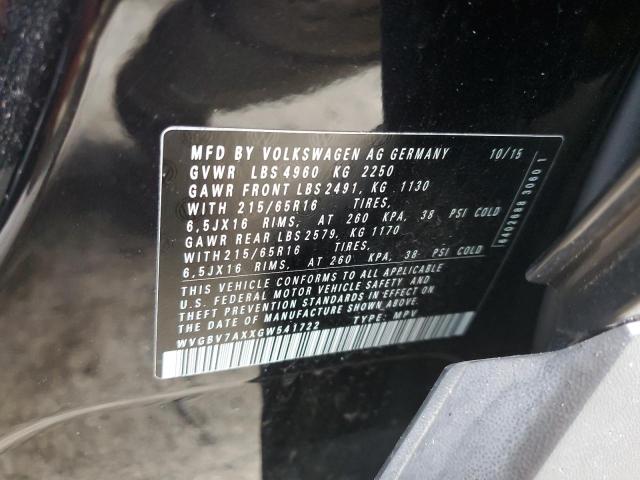 MFD BY VOLKSWAGEN AG GERMANY 10/15
GVWR LBS 4960 KG 2250
GAWR FRONT LBS 2491, KG 1130
WITH 215/65R16 TIRES,
6,5JX16 RIMS, AT 260 KPA, 38 PSI COLD
GAWR REAR LBS 2579, KG 1170
WITH 215/65R16 TIRES,
6,5JX16 RIMS, AT 260 KPA, 38 PSI COLD
THIS VEHICLE CONFORMS TO ALL APPLICABLE
U.S. FEDERAL MOTOR VEHICLE SAFETY AND
THEFT PREVENTION STANDARDS IN EFFECT ON
THE DATE OF MANUFACTURE SHOWN ABOVE.
WVGBV7AXXGW541722 TYPE: MPV
3060 1